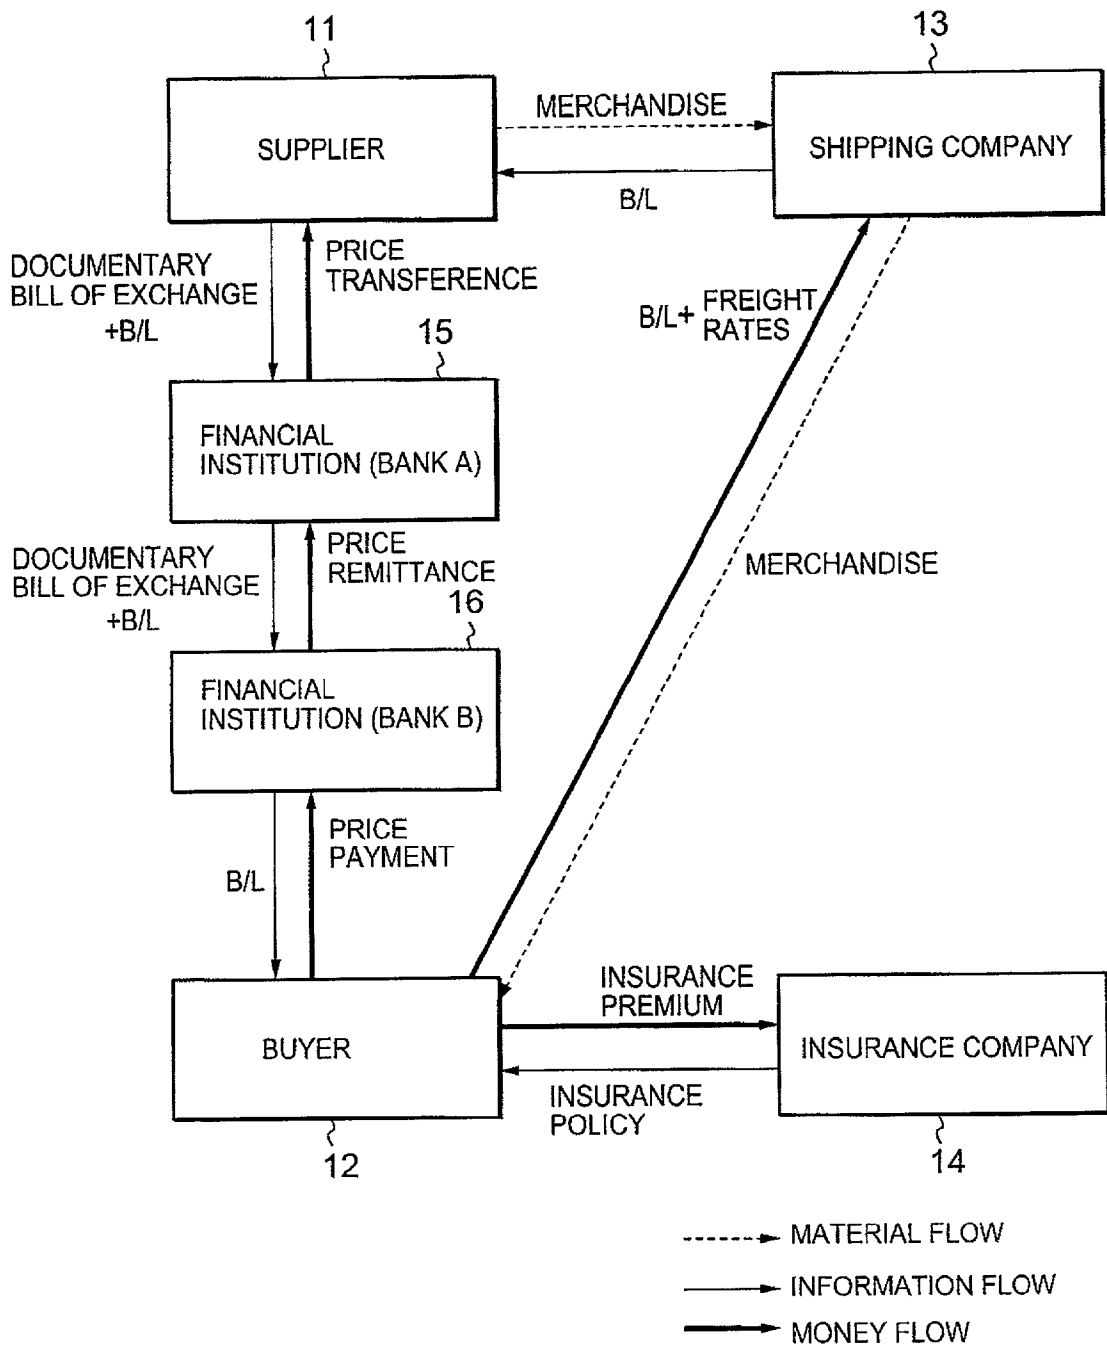 11
13
SUPPLIER
MERCHANDISE
SHIPPING COMPANY
B/L
DOCUMENTARY
BILL OF EXCHANGE
+B/L
PRICE
TRANSFERENCE
B/L+ FREIGHT
RATES
15
FINANCIAL
INSTITUTION (BANK A)
DOCUMENTARY
BILL OF EXCHANGE
+B/L
PRICE
REMITTANCE
MERCHANDISE
16
FINANCIAL
INSTITUTION (BANK B)
B/L
PRICE
PAYMENT
BUYER
INSURANCE
PREMIUM
INSURANCE COMPANY
INSURANCE
POLICY
12
14
MATERIAL FLOW
INFORMATION FLOW
MONEY FLOW